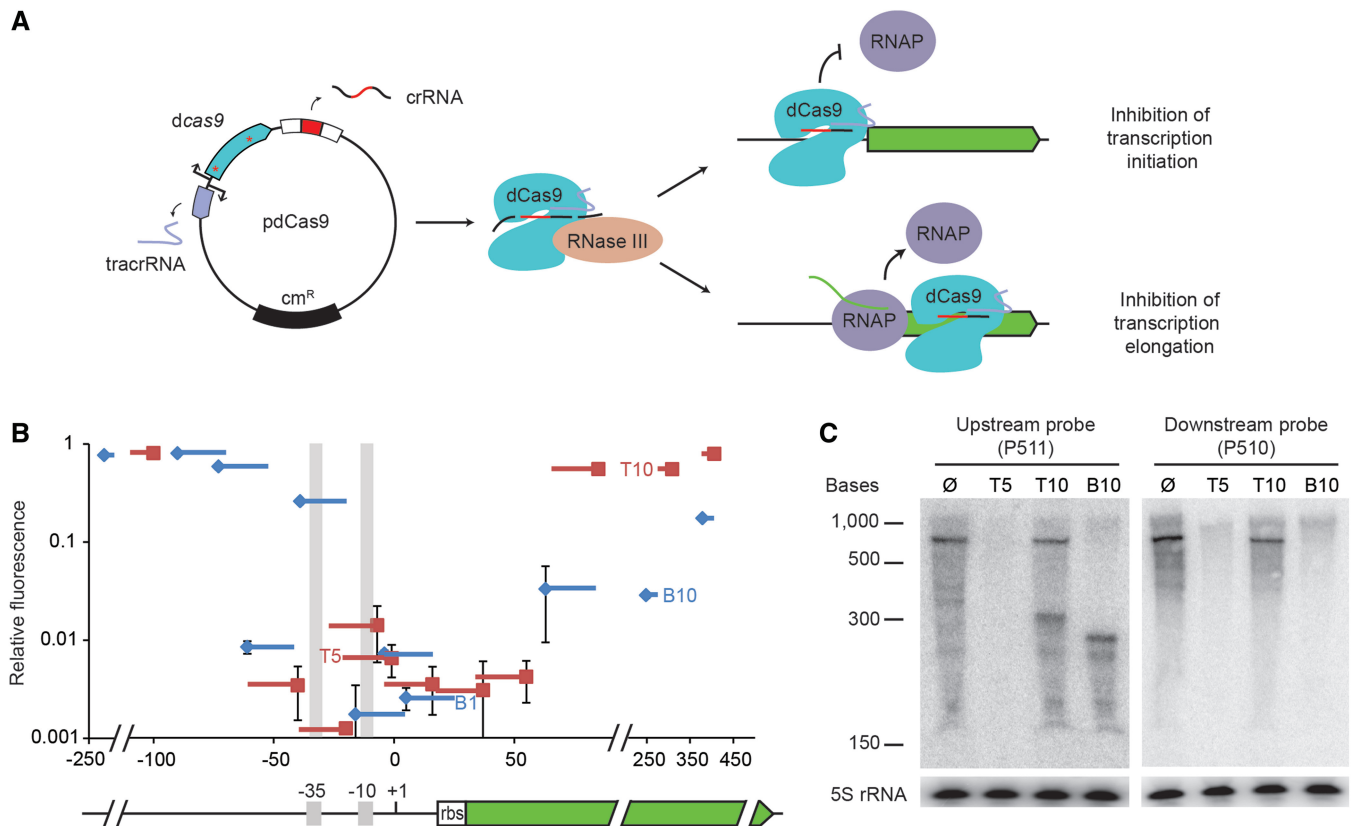 A
RNAP
crRNA
dcas9
dCas9
Inhibition of
transcription
initiation
pdCas9
dCas9
RNase III
tracrRNA
cmR
RNAP
dCas9
RNAP
Inhibition of
transcription
elongation
B
Relative fluorescence
1
0.1
0.01
0.001
T10
B10
T5
B1
-250
-100
-50
0
50
250
350
450
-35
-10
+1
rbs
C
Upstream probe
(P511)
Downstream probe
(P510)
Bases
Ø
T5
T10
B10
Ø
T5
T10
B10
1,000
500
300
150
5S rRNA